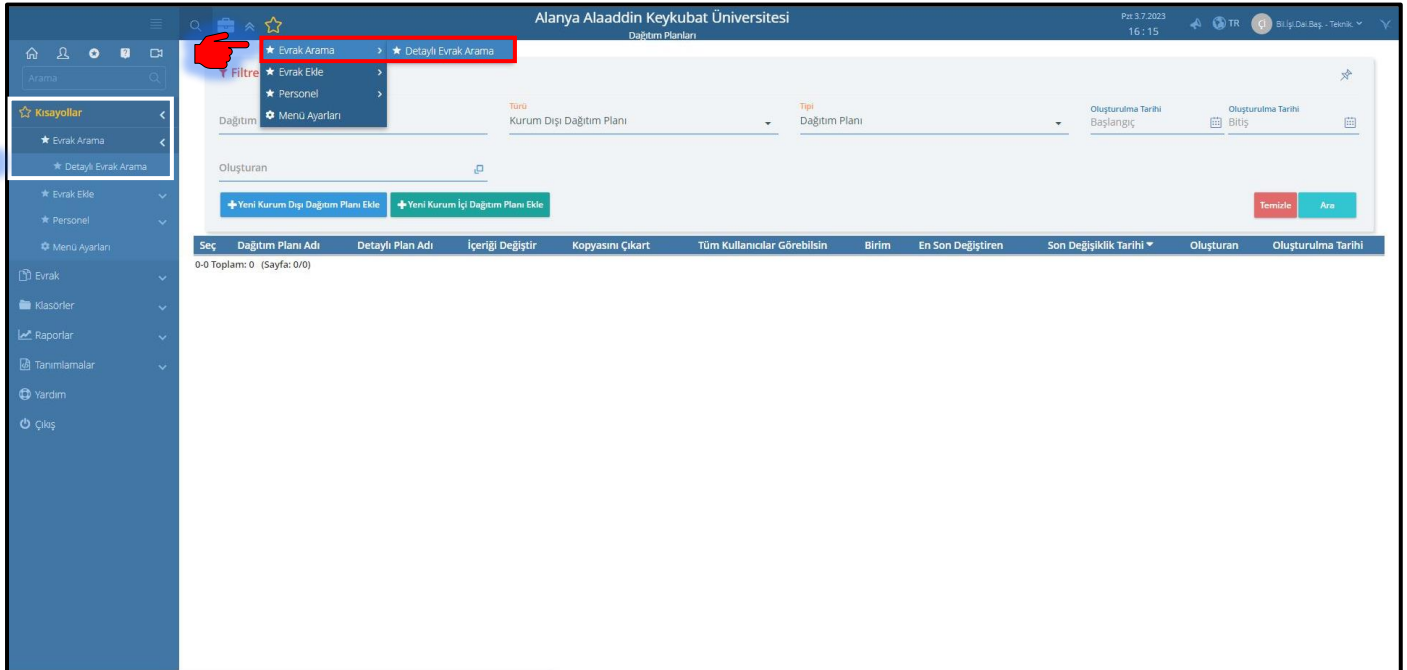 Alanya Alaaddin Keykubat Üniversitesi
Dağıtım Planları
Pzt 3.7.2023
16 : 15
TR
Çİ
Bil.İşl.Dai.Baş. - Teknik.
Arama
Kısayollar
Evrak Arama
Detaylı Evrak Arama
Evrak Ekle
Personel
Menü Ayarları
Evrak
Klasörler
Raporlar
Tanımlamalar
Yardım
Çıkış
Evrak Arama
Detaylı Evrak Arama
Evrak Ekle
Personel
Menü Ayarları
Filtre
Dağıtım
Türü
Kurum Dışı Dağıtım Planı
Tipi
Dağıtım Planı
Oluşturulma Tarihi
Başlangıç
Oluşturulma Tarihi
Bitiş
Oluşturan
Yeni Kurum Dışı Dağıtım Planı Ekle
Yeni Kurum İçi Dağıtım Planı Ekle
Temizle
Ara
Seç Dağıtım Planı Adı Detaylı Plan Adı İçeriği Değiştir Kopyasını Çıkart Tüm Kullanıcılar Görebilsin Birim En Son Değiştiren Son Değişiklik Tarihi Oluşturan Oluşturulma Tarihi
0-0 Toplam: 0 (Sayfa: 0/0)